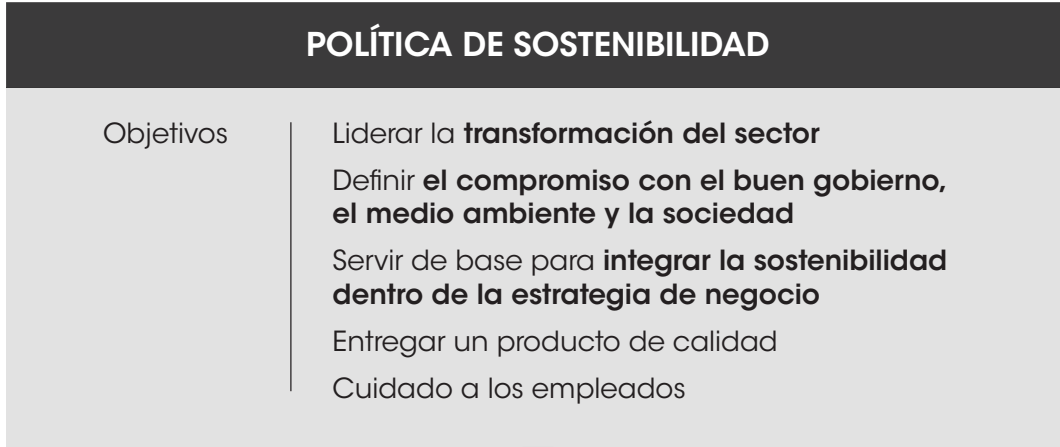 POLÍTICA DE SOSTENIBILIDAD
Objetivos
Liderar la transformación del sector
Definir el compromiso con el buen gobierno,
el medio ambiente y la sociedad
Servir de base para integrar la sostenibilidad
dentro de la estrategia de negocio
Entregar un producto de calidad
Cuidado a los empleados